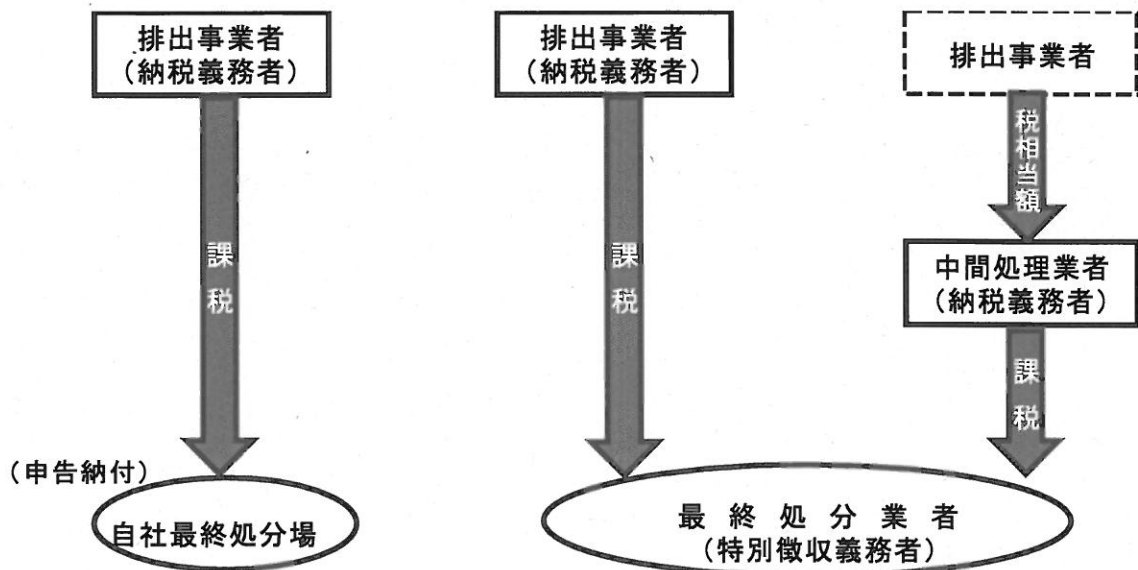 排出事業者
(納税義務者)
課税
(申告納付)
自社最終処分場
排出事業者
(納税義務者)
課税
排出事業者
税相当額
中間処理業者
(納税義務者)
課税
最終処分業者
(特別徴収義務者)